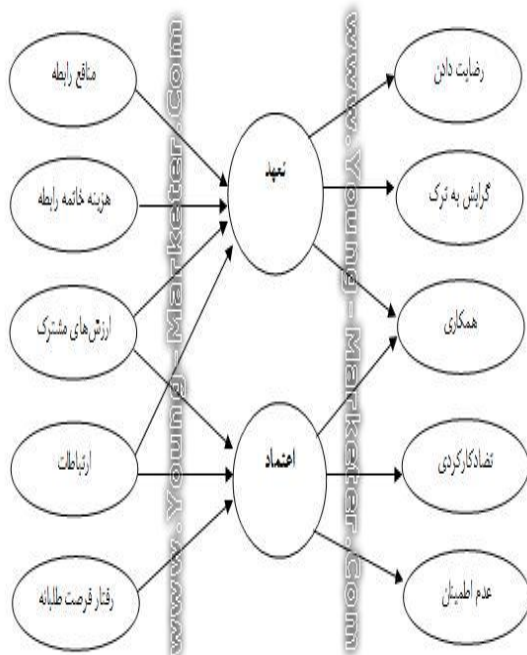 منافع رابطه
هزینه خاتمه رابطه
ارزش‌های مشترک
ارتباطات
رفتار فرصت طلبانه
تعهد
اعتماد
رضایت دادن
گرایش به ترک
همکاری
تضادکارکردی
عدم اطمینان
www.Young-Marketer.Com
www.Young-Marketer.Com